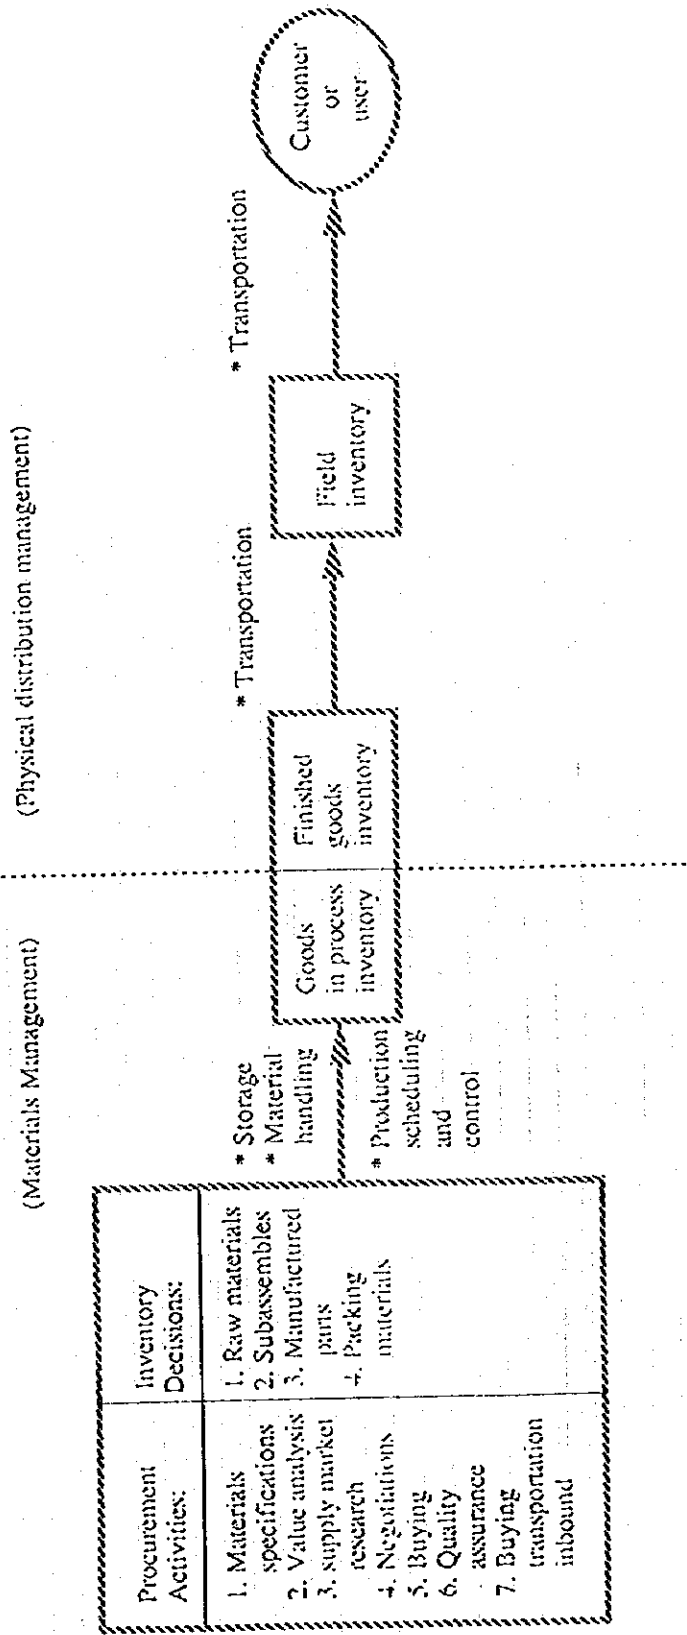 (Materials Management)
(Physical distribution management)
Procurement
Activities:
1. Materials
specifications
2. Value analysis
3. supply market
research
4. Negotiations
5. Buying
6. Quality
assurance
7. Buying
transportation
inbound
Inventory
Decisions:
1. Raw materials
2. Subassembles
3. Manufactured
parts
4. Packing
materials
* Storage
* Material
handling
* Production
scheduling
and
control
Goods
in process
inventory
Finished
goods
inventory
* Transportation
Field
inventory
* Transportation
Customer
or
user